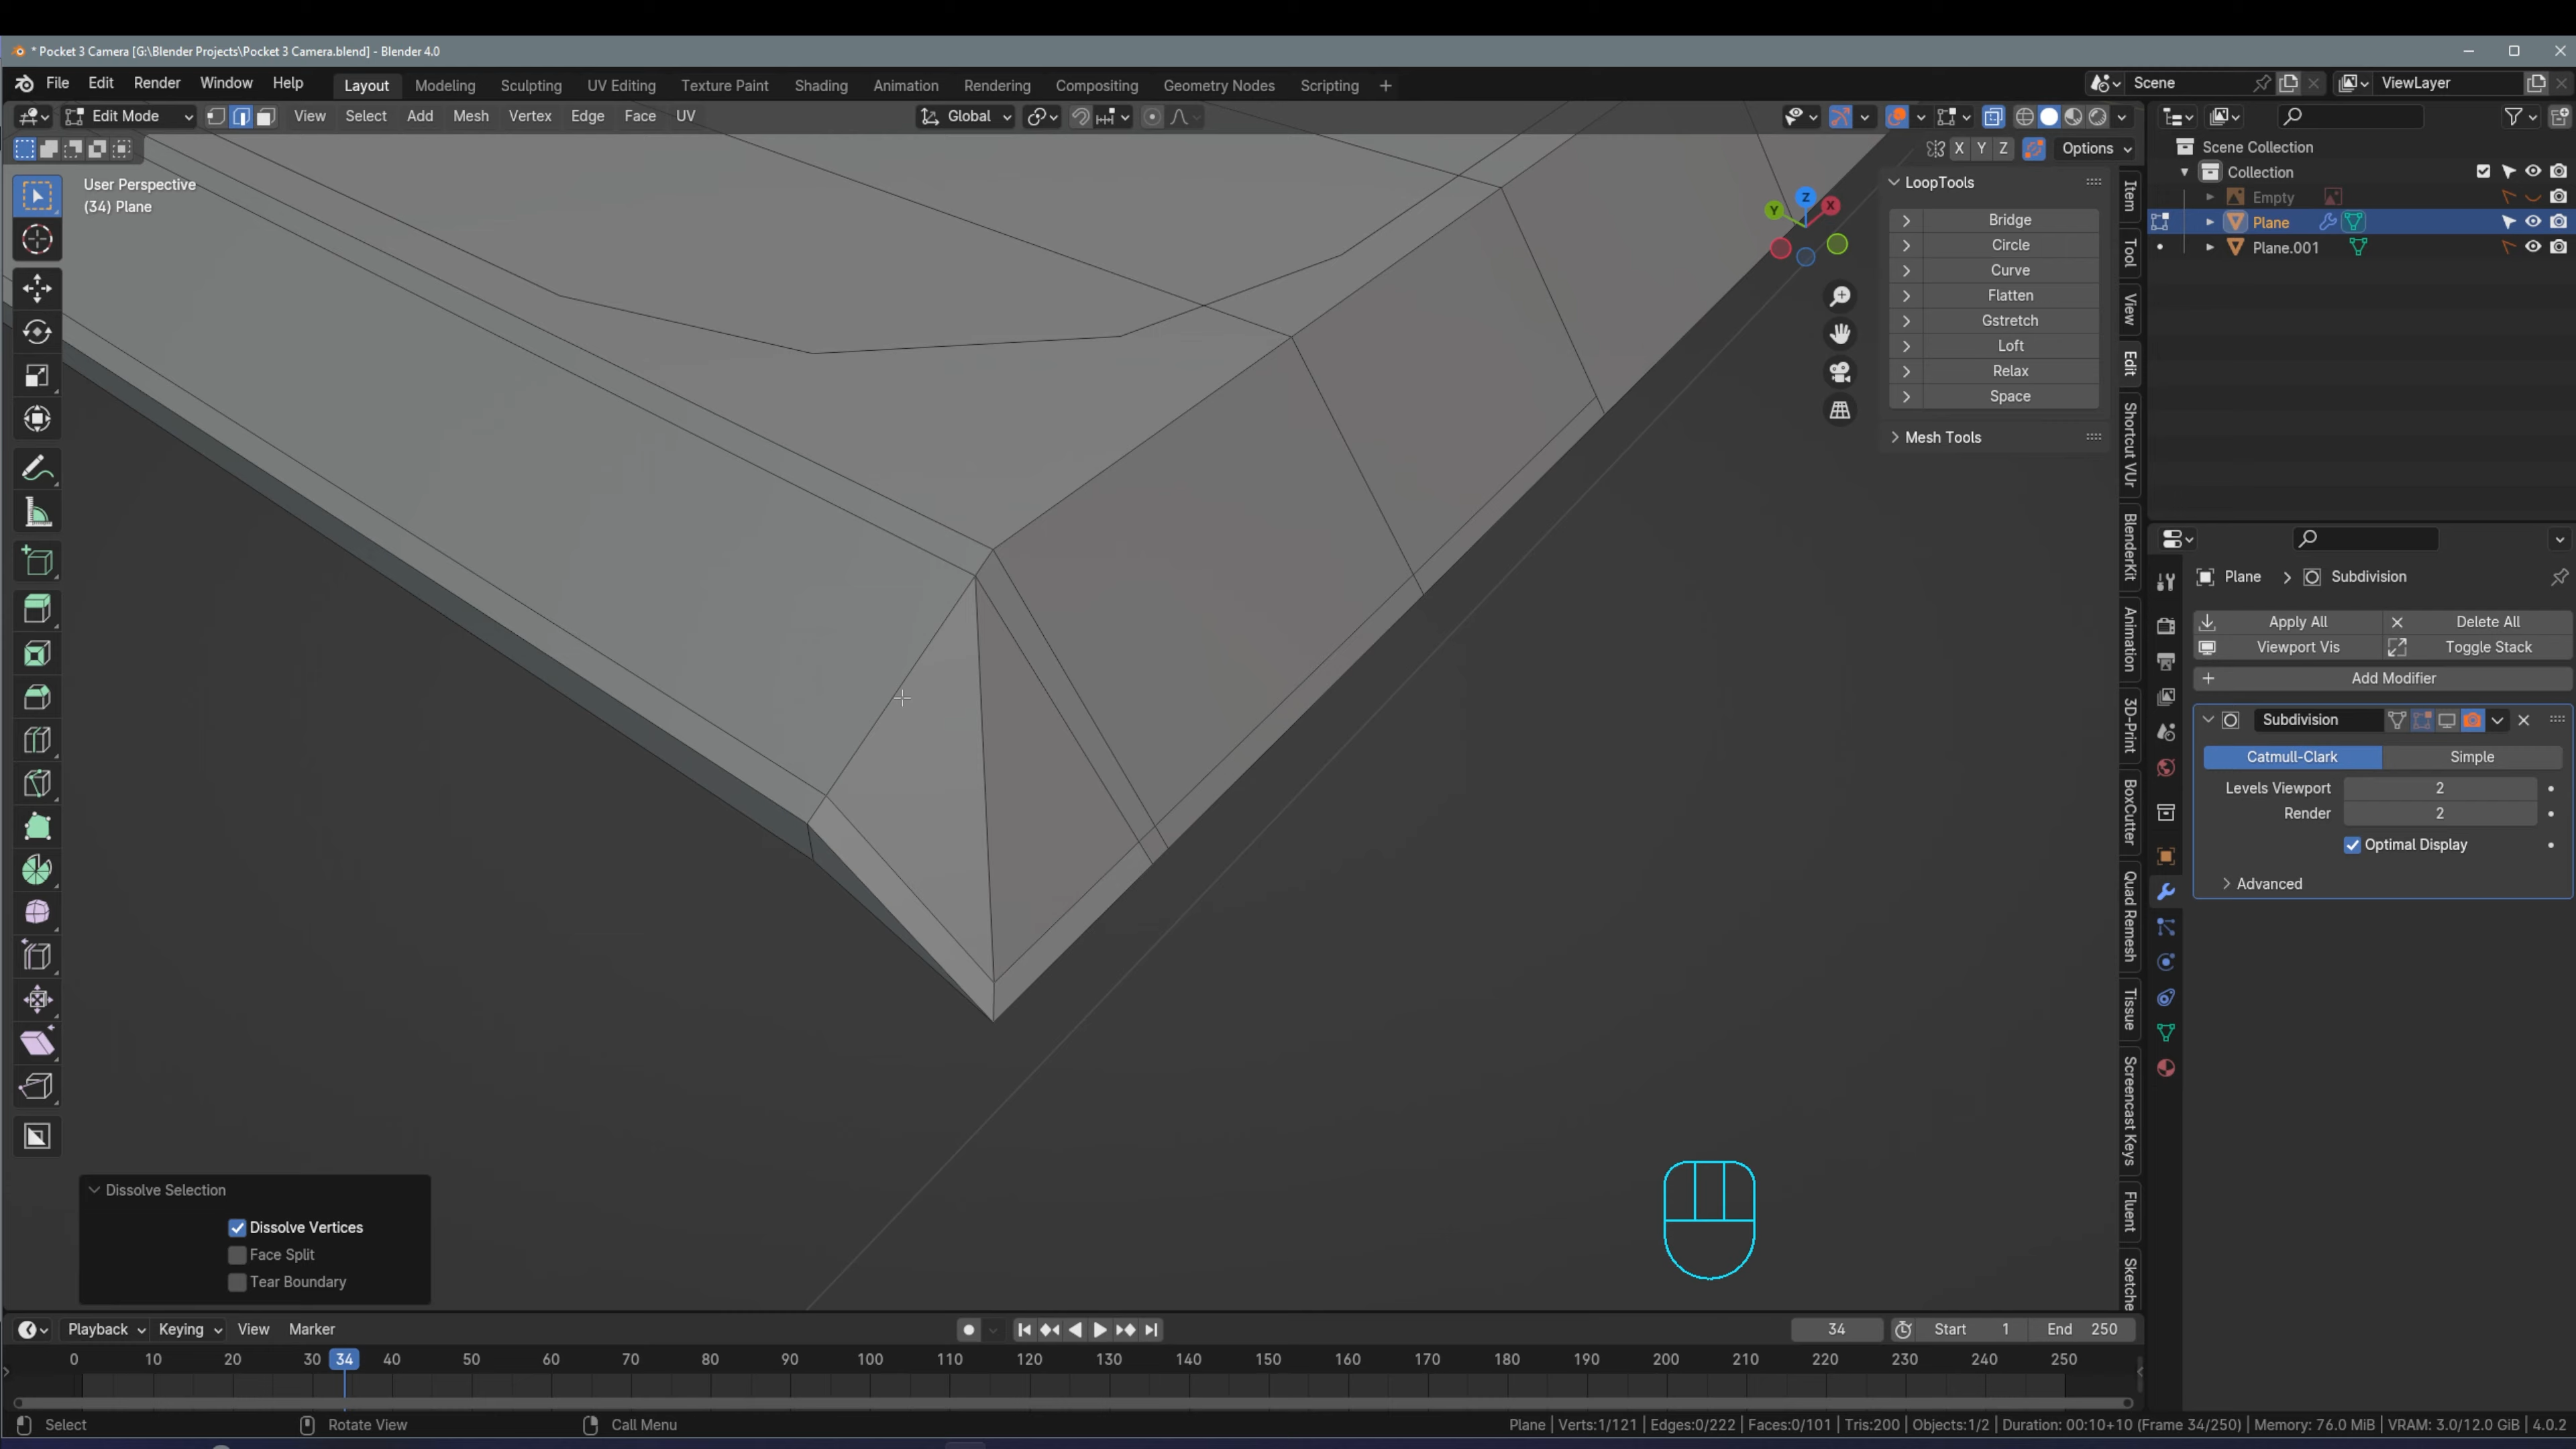 * Pocket 3 Camera [G:\Blender Projects\Pocket 3 Camera.blend] - Blender 4.0
File Edit Render Window Help Layout Modeling Sculpting UV Editing Texture Paint Shading Animation Rendering Compositing Geometry Nodes Scripting + Scene ViewLayer
Edit Mode View Select Add Mesh Vertex Edge Face UV Global
X Y Z Options
User Perspective
(34) Plane
Z
Y X
LoopTools
Bridge
Circle
Curve
Flatten
Gstretch
Loft
Relax
Space
Mesh Tools
Item
Tool
View
Edit
Shortcut VUr
BlenderKit
Animation
3D-Print
BoxCutter
Quad Remesh
Tissue
Screencast Keys
Fluent
Sketche
Scene Collection
Collection
Empty
Plane
Plane.001
Plane > Subdivision
Apply All Delete All
Viewport Vis Toggle Stack
Add Modifier
Subdivision
Catmull-Clark Simple
Levels Viewport 2
Render 2
Optimal Display
Advanced
Dissolve Selection
Dissolve Vertices
Face Split
Tear Boundary
Playback Keying View Marker 34 Start 1 End 250
0 10 20 30 34 40 50 60 70 80 90 100 110 120 130 140 150 160 170 180 190 200 210 220 230 240 250
Select Rotate View Call Menu Plane | Verts:1/121 | Edges:0/222 | Faces:0/101 | Tris:200 | Objects:1/2 | Duration: 00:10+10 (Frame 34/250) | Memory: 76.0 MiB | VRAM: 3.0/12.0 GiB | 4.0.2